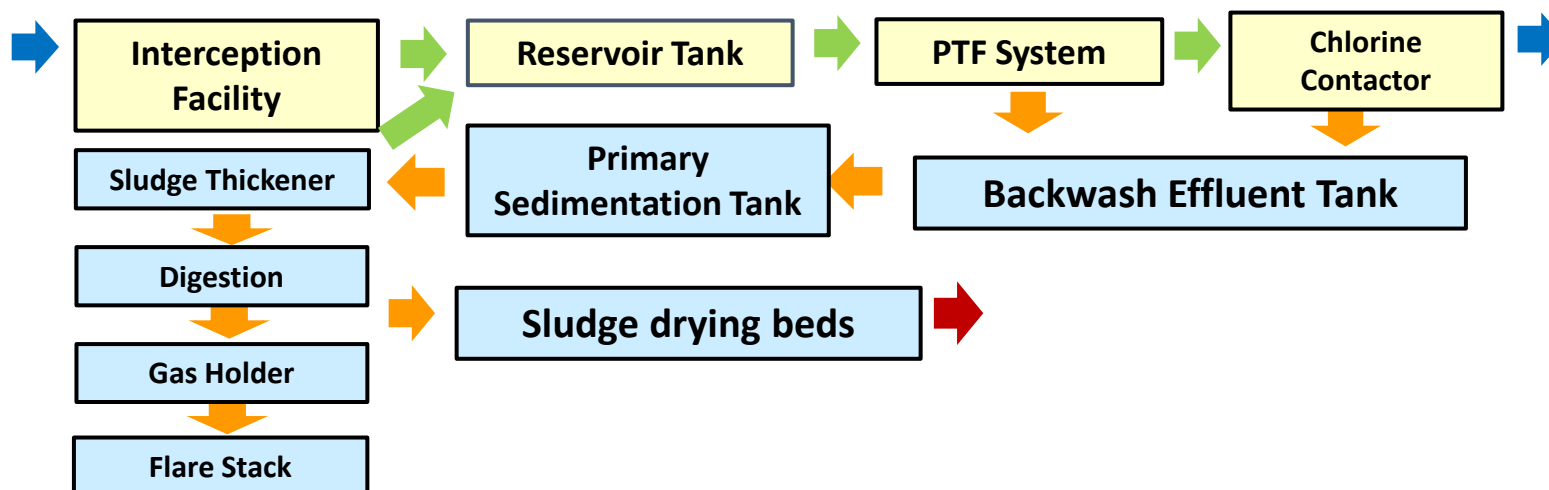 Interception
Facility
Reservoir Tank
PTF System
Chlorine
Contactor
Sludge Thickener
Primary
Sedimentation Tank
Backwash Effluent Tank
Digestion
Sludge drying beds
Gas Holder
Flare Stack